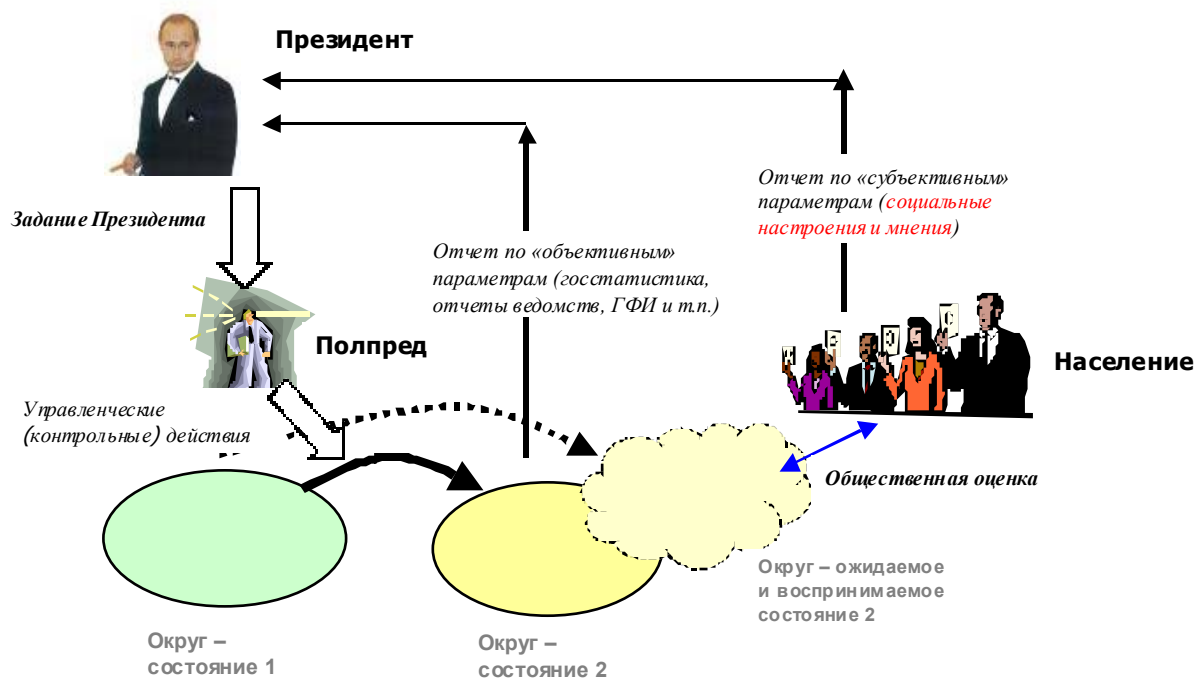 Президент
Отчет по «субъективным»
параметрам (социальные
настроения и мнения)
Задание Президента
Отчет по «объективным»
параметрам (госстатистика,
отчеты ведомств, ГФИ и т.п.)
Полпред
Население
Управленческие
(контрольные) действия
Общественная оценка
Округ – ожидаемое
и воспринимаемое
состояние 2
Округ –
состояние 1
Округ –
состояние 2